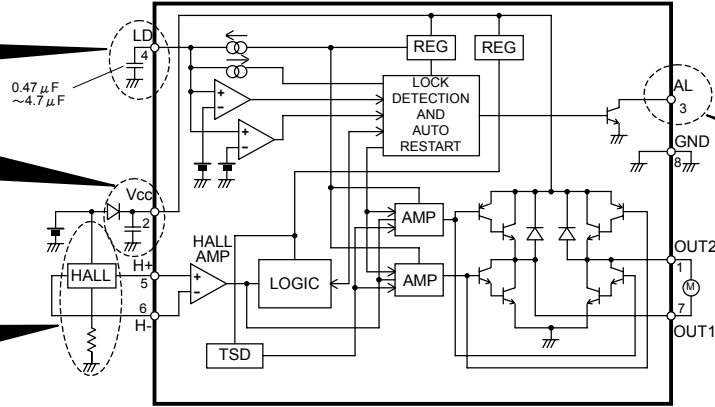 LD
4
0.47μF
～4.7μF
REG
REG
LOCK
DETECTION
AND
AUTO
RESTART
AL
3
GND
8
Vcc
2
HALL
AMP
AMP
AMP
LOGIC
TSD
HALL
H+
5
6
H-
OUT2
1
M
7
OUT1